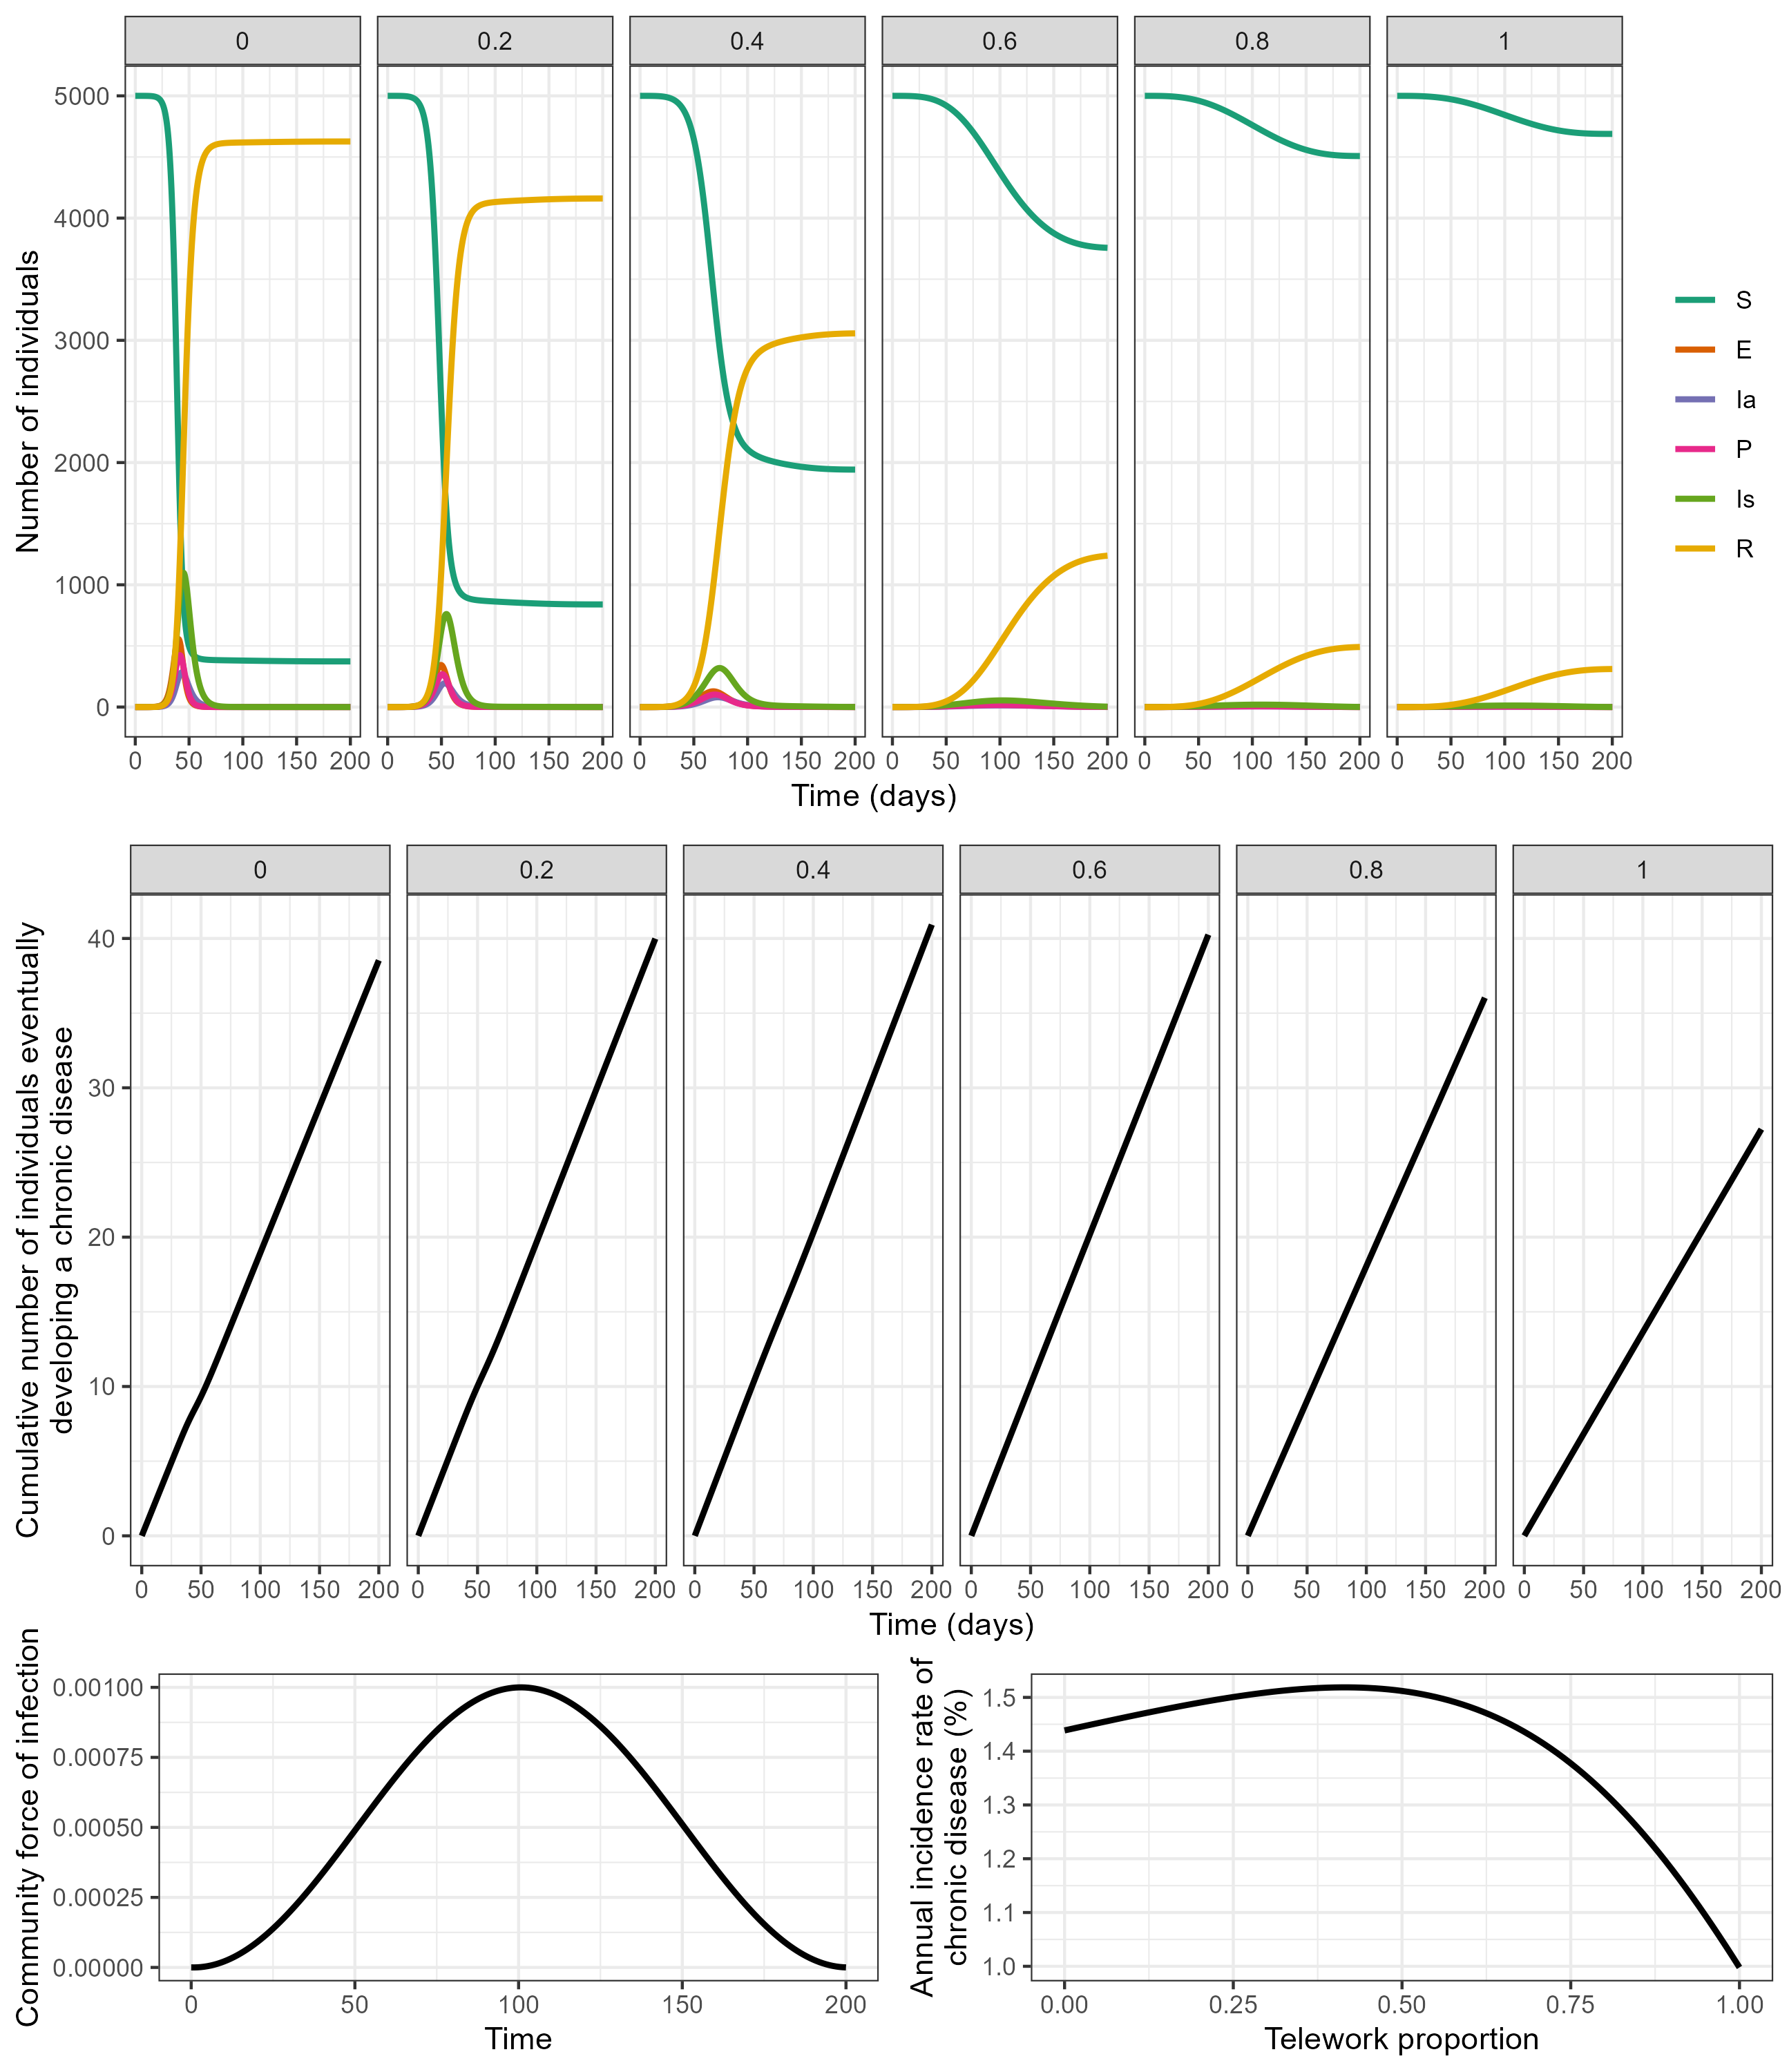 0 0.2 0.4 0.6 0.8 1
Number of individuals
5000
4000
3000
2000
1000
0
0 50 100 150 200 0 50 100 150 200 0 50 100 150 200 0 50 100 150 200 0 50 100 150 200 0 50 100 150 200
Time (days)
S
E
Ia
P
Is
R
0 0.2 0.4 0.6 0.8 1
Cumulative number of individuals eventually
developing a chronic disease
40
30
20
10
0
0 50 100 150 200 0 50 100 150 200 0 50 100 150 200 0 50 100 150 200 0 50 100 150 200 0 50 100 150 200
Time (days)
Community force of infection
0.00100
0.00075
0.00050
0.00025
0.00000
0 50 100 150 200
Time
Annual incidence rate of
chronic disease (%)
1.5
1.4
1.3
1.2
1.1
1.0
0.00 0.25 0.50 0.75 1.00
Telework proportion